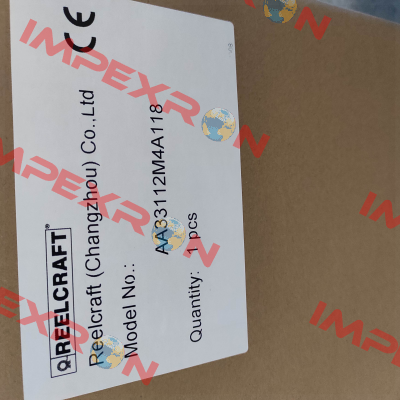 REELCRAFT®
Reelcraft (Changzhou) Co.,Ltd
Model No.:
AA33112M4A118
Quantity: 1 pcs
CE
IMPEXRON
IMPEXRON
IMPEXRON
IMPEXRON